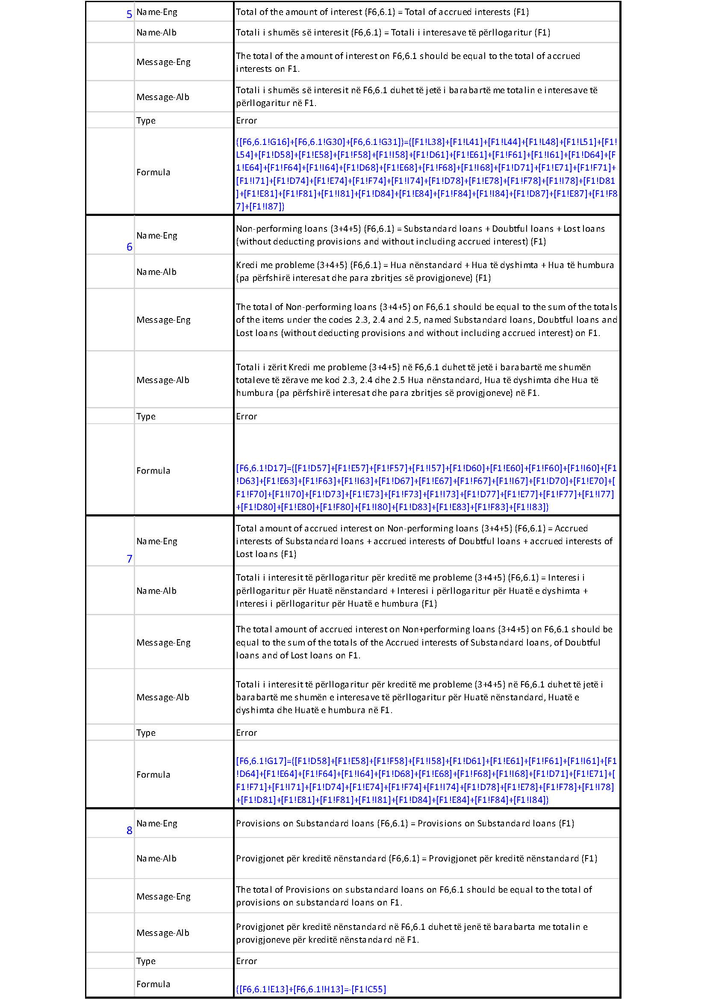 5 Name-Eng Total of the amount of interest (F6,6.1) = Total of accrued interests (F1)
Name-Alb Totali i shumës së interesit (F6,6.1) = Totali i interesave të përllogaritur (F1)
Message-Eng The total of the amount of interest on F6,6.1 should be equal to the total of accrued
interests on F1.
Message-Alb Totali i shumës së interesit në F6,6.1 duhet të jetë i barabartë me totalin e interesave të
përllogaritur në F1.
Type Error
Formula ([F6,6.1!G16]+[F6,6.1!G30]+[F6,6.1!G31])=([F1!L38]+[F1!L41]+[F1!L44]+[F1!L48]+[F1!L51]+[F1!
L54]+[F1!D58]+[F1!E58]+[F1!F58]+[F1!I58]+[F1!D61]+[F1!E61]+[F1!F61]+[F1!I61]+[F1!D64]+[F
1!E64]+[F1!F64]+[F1!I64]+[F1!D68]+[F1!E68]+[F1!F68]+[F1!I68]+[F1!D71]+[F1!E71]+[F1!F71]+
[F1!I71]+[F1!D74]+[F1!E74]+[F1!F74]+[F1!I74]+[F1!D78]+[F1!E78]+[F1!F78]+[F1!I78]+[F1!D81
]+[F1!E81]+[F1!F81]+[F1!I81]+[F1!D84]+[F1!E84]+[F1!F84]+[F1!I84]+[F1!D87]+[F1!E87]+[F1!F8
7]+[F1!I87])
6 Name-Eng Non-performing loans (3+4+5) (F6,6.1) = Substandard loans + Doubtful loans + Lost loans
(without deducting provisions and without including accrued interest) (F1)
Name-Alb Kredi me probleme (3+4+5) (F6,6.1) = Hua nënstandard + Hua të dyshimta + Hua të humbura
(pa përfshirë interesat dhe para zbritjes së provigjoneve) (F1)
Message-Eng The total of Non-performing loans (3+4+5) on F6,6.1 should be equal to the sum of the totals
of the items under the codes 2.3, 2.4 and 2.5, named Substandard loans, Doubtful loans and
Lost loans (without deducting provisions and without including accrued interest) on F1.
Message-Alb Totali i zërit Kredi me probleme (3+4+5) në F6,6.1 duhet të jetë i barabartë me shumën
totaleve të zërave me kod 2.3, 2.4 dhe 2.5 Hua nënstandard, Hua të dyshimta dhe Hua të
humbura (pa përfshirë interesat dhe para zbritjes së provigjoneve) në F1.
Type Error
Formula [F6,6.1!D17]=([F1!D57]+[F1!E57]+[F1!F57]+[F1!I57]+[F1!D60]+[F1!E60]+[F1!F60]+[F1!I60]+[F1
!D63]+[F1!E63]+[F1!F63]+[F1!I63]+[F1!D67]+[F1!E67]+[F1!F67]+[F1!I67]+[F1!D70]+[F1!E70]+[
F1!F70]+[F1!I70]+[F1!D73]+[F1!E73]+[F1!F73]+[F1!I73]+[F1!D77]+[F1!E77]+[F1!F77]+[F1!I77]
+[F1!D80]+[F1!E80]+[F1!F80]+[F1!I80]+[F1!D83]+[F1!E83]+[F1!F83]+[F1!I83])
7 Name-Eng Total amount of accrued interest on Non-performing loans (3+4+5) (F6,6.1) = Accrued
interests of Substandard loans + accrued interests of Doubtful loans + accrued interests of
Lost loans (F1)
Name-Alb Totali i interesit të përllogaritur për kreditë me probleme (3+4+5) (F6,6.1) = Interesi i
përllogaritur për Huatë nënstandard + Interesi i përllogaritur për Huatë e dyshimta +
Interesi i përllogaritur për Huatë e humbura (F1)
Message-Eng The total amount of accrued interest on Non+performing loans (3+4+5) on F6,6.1 should be
equal to the sum of the totals of the Accrued interests of Substandard loans, of Doubtful
loans and of Lost loans on F1.
Message-Alb Totali i interesit të përllogaritur për kreditë me probleme (3+4+5) në F6,6.1 duhet të jetë i
barabartë me shumën e interesave të përllogaritur për Huatë nënstandard, Huatë e
dyshimta dhe Huatë e humbura në F1.
Type Error
Formula [F6,6.1!G17]=([F1!D58]+[F1!E58]+[F1!F58]+[F1!I58]+[F1!D61]+[F1!E61]+[F1!F61]+[F1!I61]+[F1
!D64]+[F1!E64]+[F1!F64]+[F1!I64]+[F1!D68]+[F1!E68]+[F1!F68]+[F1!I68]+[F1!D71]+[F1!E71]+[
F1!F71]+[F1!I71]+[F1!D74]+[F1!E74]+[F1!F74]+[F1!I74]+[F1!D78]+[F1!E78]+[F1!F78]+[F1!I78]
+[F1!D81]+[F1!E81]+[F1!F81]+[F1!I81]+[F1!D84]+[F1!E84]+[F1!F84]+[F1!I84])
8 Name-Eng Provisions on Substandard loans (F6,6.1) = Provisions on Substandard loans (F1)
Name-Alb Provigjonet për kreditë nënstandard (F6,6.1) = Provigjonet për kreditë nënstandard (F1)
Message-Eng The total of Provisions on substandard loans on F6,6.1 should be equal to the total of
provisions on substandard loans on F1.
Message-Alb Provigjonet për kreditë nënstandard në F6,6.1 duhet të jenë të barabarta me totalin e
provigjoneve për kreditë nënstandard në F1.
Type Error
Formula ([F6,6.1!E13]+[F6,6.1!H13]=-[F1!C55]